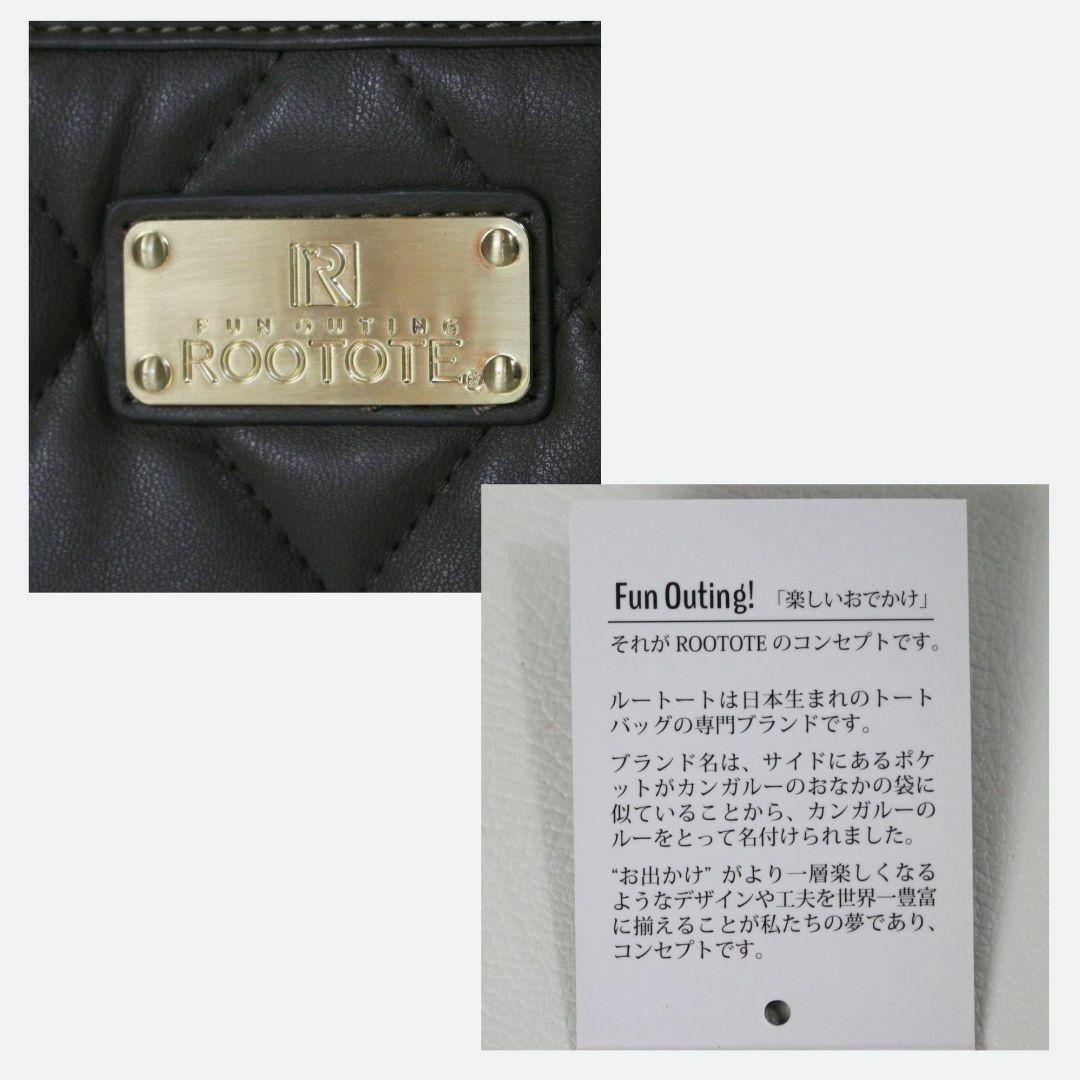 R
FUN OUTING
ROOTOTE®
Fun Outing! 「楽しいおでかけ」
それが ROOTOTE のコンセプトです。
ルートートは日本生まれのトート
バッグの専門ブランドです。
ブランド名は、サイドにあるポケ
ットがカンガルーのおなかの袋に
似ていることから、カンガルーの
ルーをとって名付けられました。
“お出かけ” がより一層楽しくなる
ようなデザインや工夫を世界一豊富
に揃えることが私たちの夢であり、
コンセプトです。